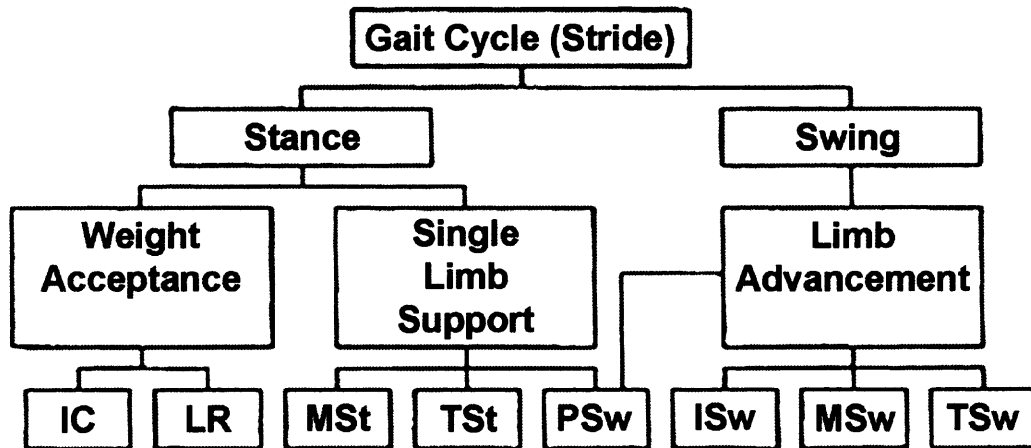 Gait Cycle (Stride)
Stance
Swing
Weight
Acceptance
Single
Limb
Support
Limb
Advancement
IC
LR
MSt
TSt
PSw
ISw
MSw
TSw